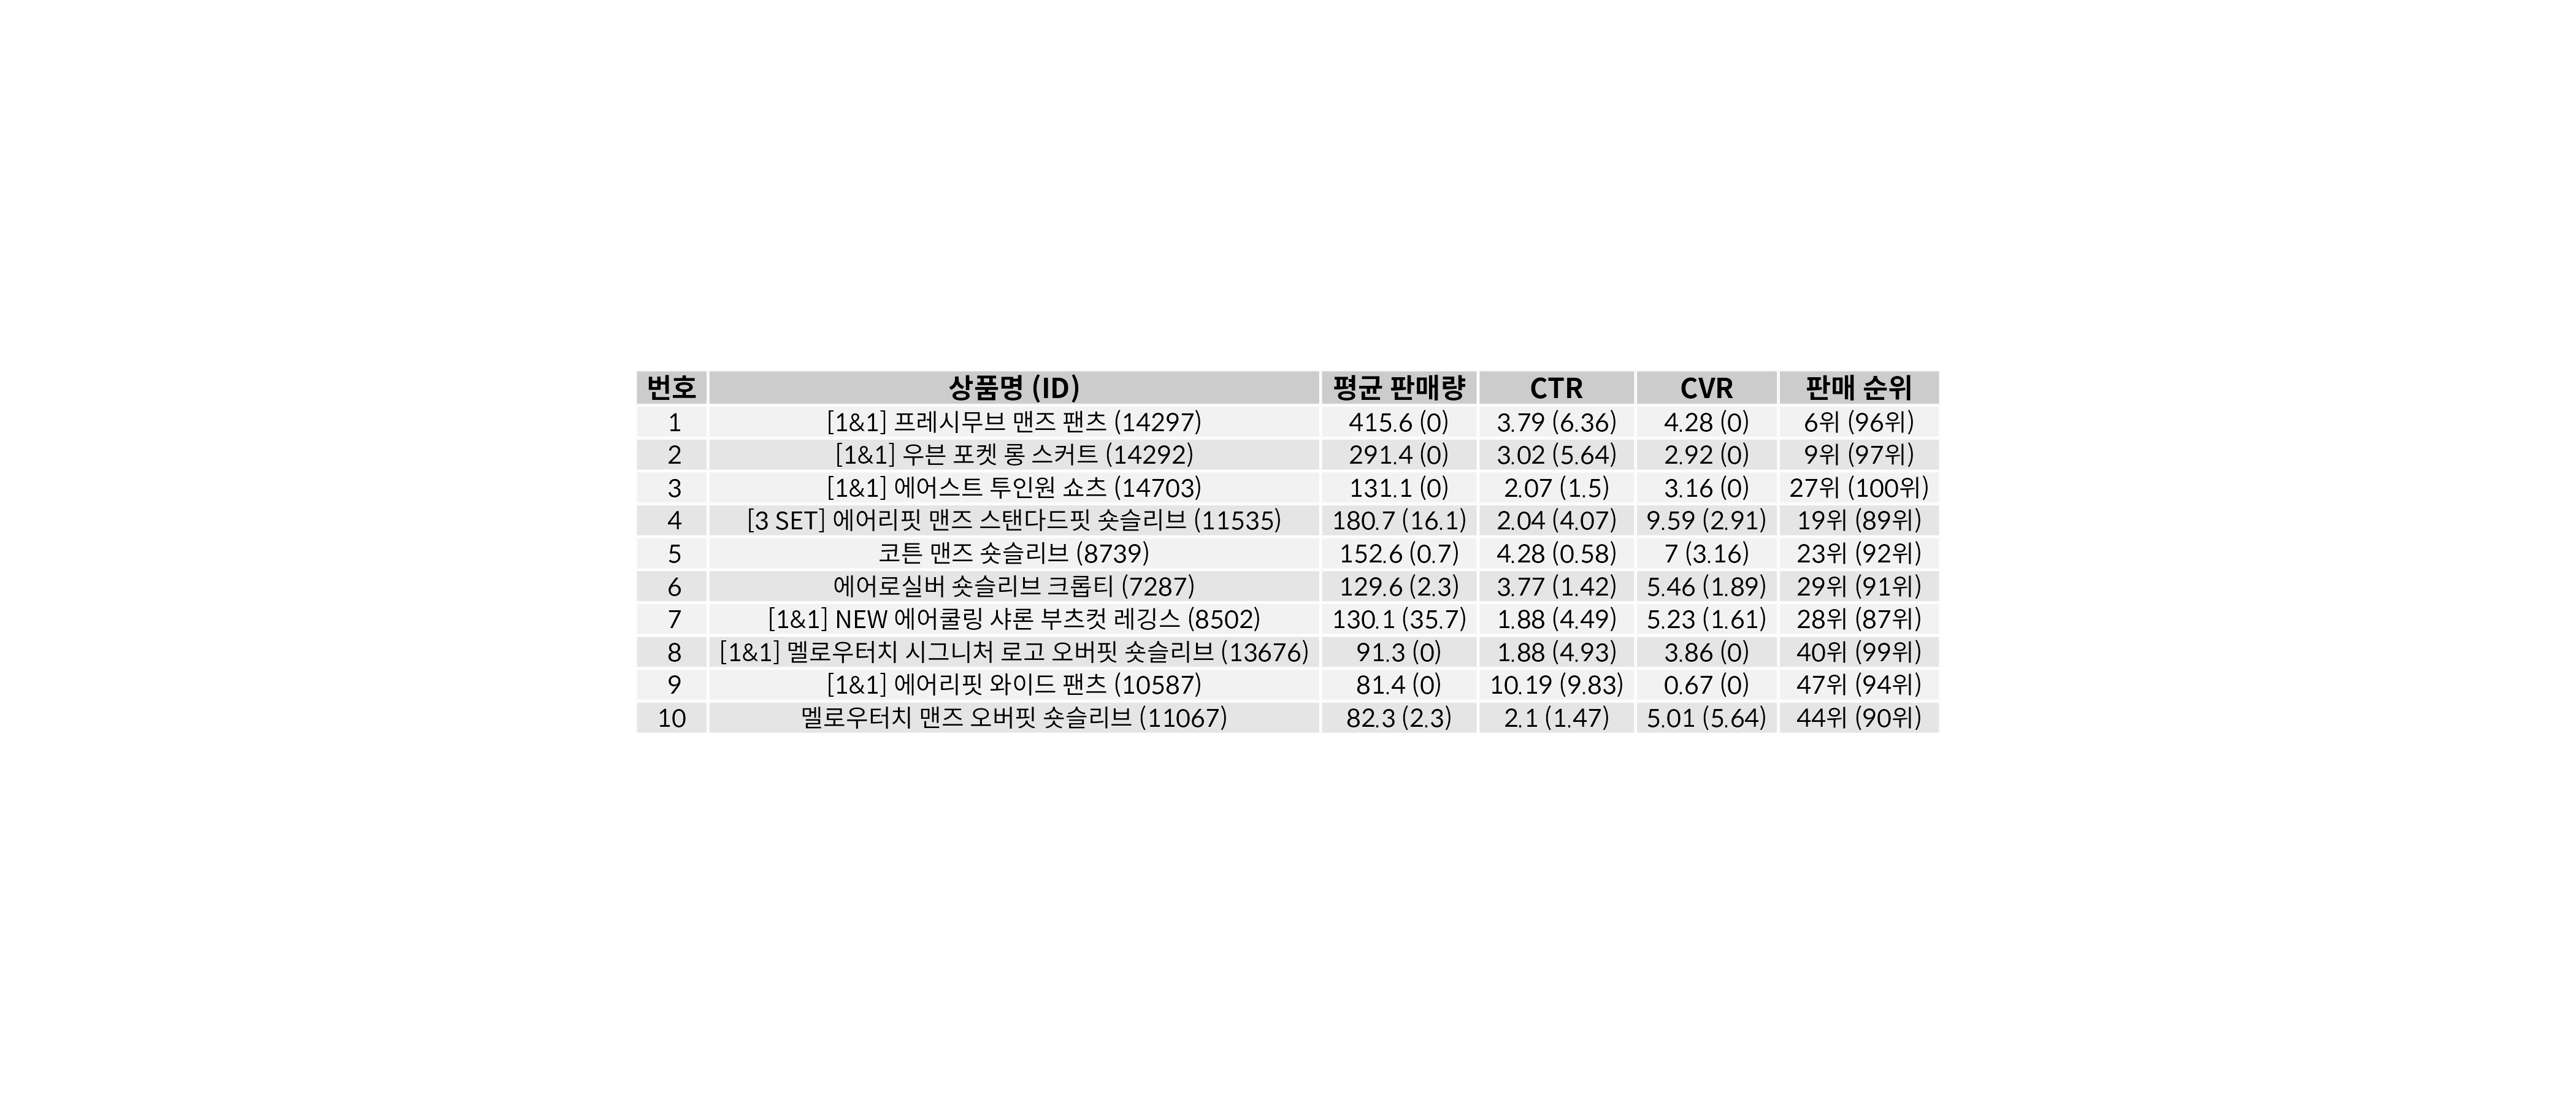 번호 상품명 (ID) 평균 판매량 CTR CVR 판매 순위
1 [1&1] 프레시무브 맨즈 팬츠 (14297) 415.6 (0) 3.79 (6.36) 4.28 (0) 6위 (96위)
2 [1&1] 우븐 포켓 롱 스커트 (14292) 291.4 (0) 3.02 (5.64) 2.92 (0) 9위 (97위)
3 [1&1] 에어스트 투인원 쇼츠 (14703) 131.1 (0) 2.07 (1.5) 3.16 (0) 27위 (100위)
4 [3 SET] 에어리핏 맨즈 스탠다드핏 숏슬리브 (11535) 180.7 (16.1) 2.04 (4.07) 9.59 (2.91) 19위 (89위)
5 코튼 맨즈 숏슬리브 (8739) 152.6 (0.7) 4.28 (0.58) 7 (3.16) 23위 (92위)
6 에어로실버 숏슬리브 크롭티 (7287) 129.6 (2.3) 3.77 (1.42) 5.46 (1.89) 29위 (91위)
7 [1&1] NEW 에어쿨링 샤론 부츠컷 레깅스 (8502) 130.1 (35.7) 1.88 (4.49) 5.23 (1.61) 28위 (87위)
8 [1&1] 멜로우터치 시그니처 로고 오버핏 숏슬리브 (13676) 91.3 (0) 1.88 (4.93) 3.86 (0) 40위 (99위)
9 [1&1] 에어리핏 와이드 팬츠 (10587) 81.4 (0) 10.19 (9.83) 0.67 (0) 47위 (94위)
10 멜로우터치 맨즈 오버핏 숏슬리브 (11067) 82.3 (2.3) 2.1 (1.47) 5.01 (5.64) 44위 (90위)